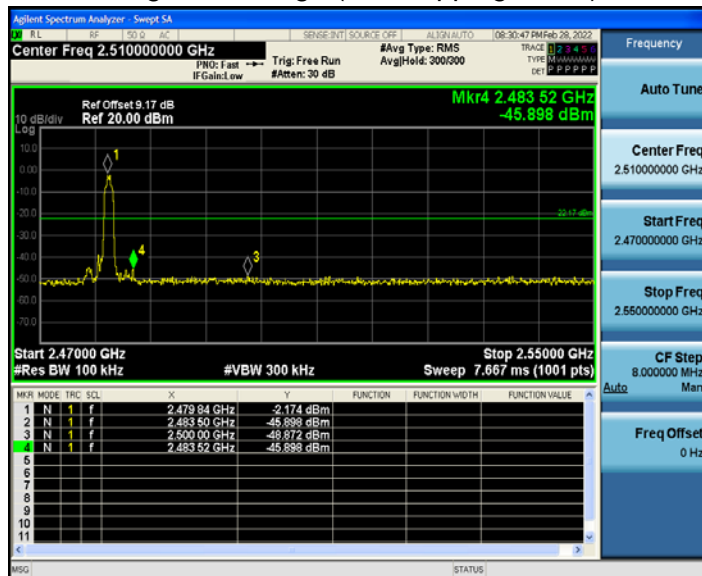 Agilent Spectrum Analyzer - Swept SA
RL RF 50 Ω AC SENSE:INT SOURCE OFF ALIGN AUTO 08:30:47 PM Feb 28, 2022
Center Freq 2.510000000 GHz
PNO: Fast
IFGain:Low
Trig: Free Run
#Atten: 30 dB
#Avg Type: RMS
Avg|Hold: 300/300
TRACE 1 2 3 4 5 6
TYPE MWWWWW
DET P P P P P P
Mkr4 2.483 52 GHz
-45.898 dBm
Ref Offset 9.17 dB
10 dB/div Ref 20.00 dBm
Log
10.0
0.00
-10.0
-20.0
-30.0
-40.0
-50.0
-60.0
-70.0
1
4
3
-22.17 dBm
Start 2.47000 GHz Stop 2.55000 GHz
#Res BW 100 kHz #VBW 300 kHz Sweep 7.667 ms (1001 pts)
MKR MODE TRC SCL X Y FUNCTION FUNCTION WIDTH FUNCTION VALUE
1 N 1 f 2.479 84 GHz -2.174 dBm
2 N 1 f 2.483 50 GHz -45.898 dBm
3 N 1 f 2.500 00 GHz -48.872 dBm
4 N 1 f 2.483 52 GHz -45.898 dBm
5
6
7
8
9
10
11
MSG STATUS
Frequency
Auto Tune
Center Freq
2.510000000 GHz
Start Freq
2.470000000 GHz
Stop Freq
2.550000000 GHz
CF Step
8.000000 MHz
Auto Man
Freq Offset
0 Hz